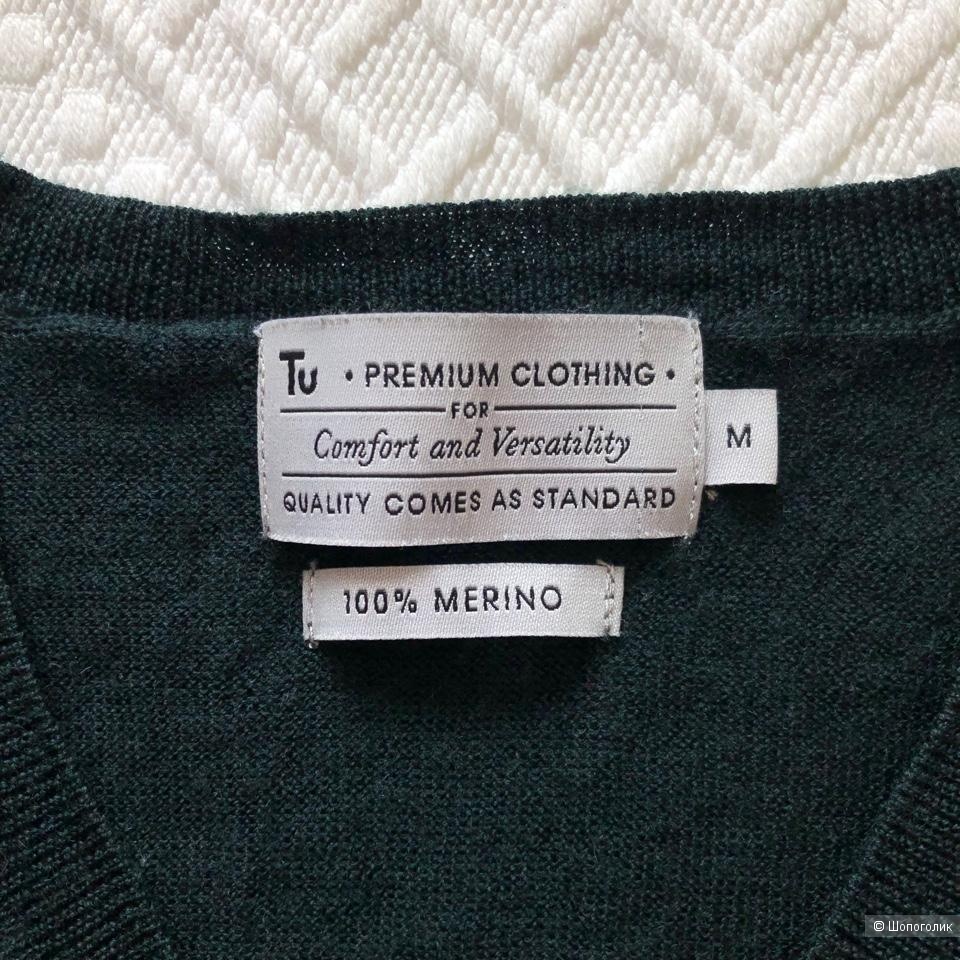 Tu • PREMIUM CLOTHING •
FOR
Comfort and Versatility
QUALITY COMES AS STANDARD
M
100% MERINO
© Шопоголик